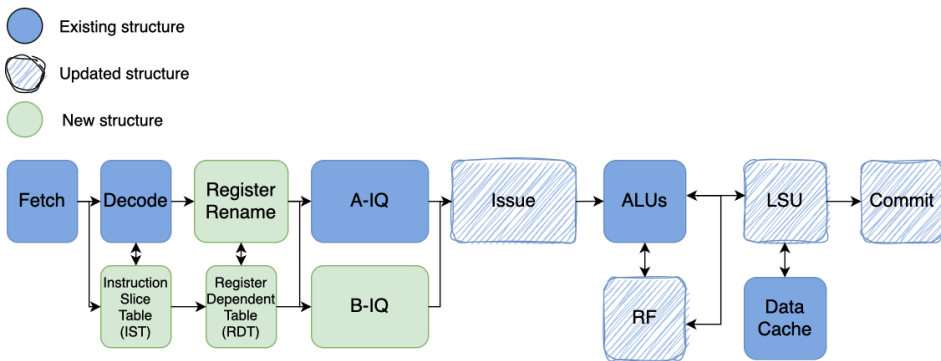 Existing structure
Updated structure
New structure
Fetch
Decode
Register
Rename
A-IQ
Issue
ALUs
LSU
Commit
Instruction
Slice
Table
(IST)
Register
Dependent
Table
(RDT)
B-IQ
RF
Data
Cache